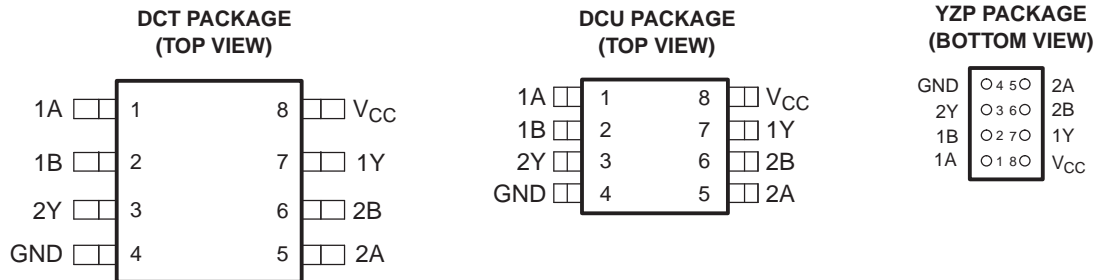 DCT PACKAGE
(TOP VIEW)
1A 1 8 VCC
1B 2 7 1Y
2Y 3 6 2B
GND 4 5 2A
DCU PACKAGE
(TOP VIEW)
1A 1 8 VCC
1B 2 7 1Y
2Y 3 6 2B
GND 4 5 2A
YZP PACKAGE
(BOTTOM VIEW)
GND 4 5 2A
2Y 3 6 2B
1B 2 7 1Y
1A 1 8 VCC